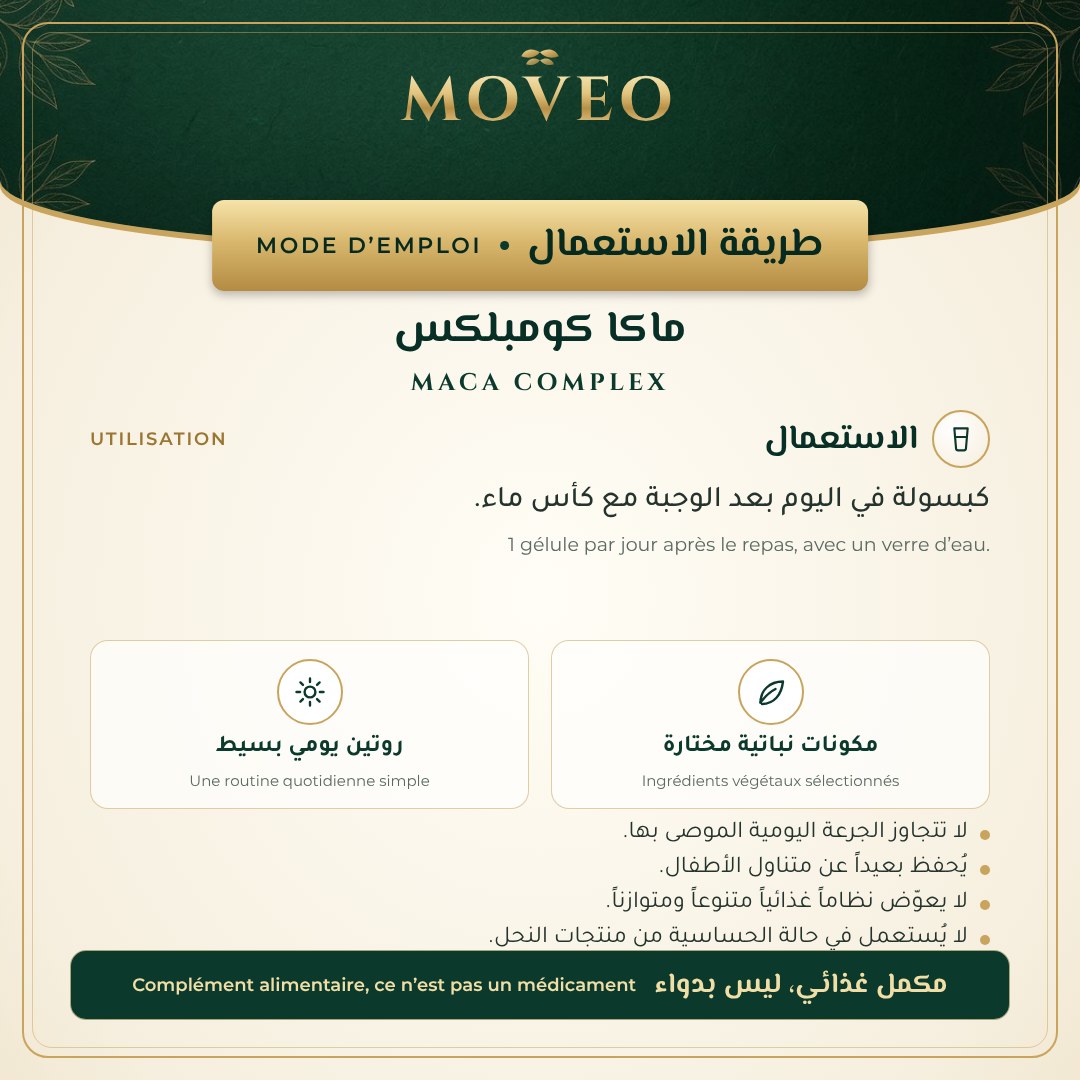 MOVEO
طريقة الاستعمال • MODE D’EMPLOI
ماكا كومبلكس
MACA COMPLEX
الاستعمال
UTILISATION
كبسولة في اليوم بعد الوجبة مع كأس ماء.
1 gélule par jour après le repas, avec un verre d’eau.
مكونات نباتية مختارة
Ingrédients végétaux sélectionnés
روتين يومي بسيط
Une routine quotidienne simple
• لا تتجاوز الجرعة اليومية الموصى بها.
• يُحفظ بعيداً عن متناول الأطفال.
• لا يعوّض نظاماً غذائياً متنوعاً ومتوازناً.
• لا يُستعمل في حالة الحساسية من منتجات النحل.
مكمل غذائي، ليس بدواء Complément alimentaire, ce n’est pas un médicament